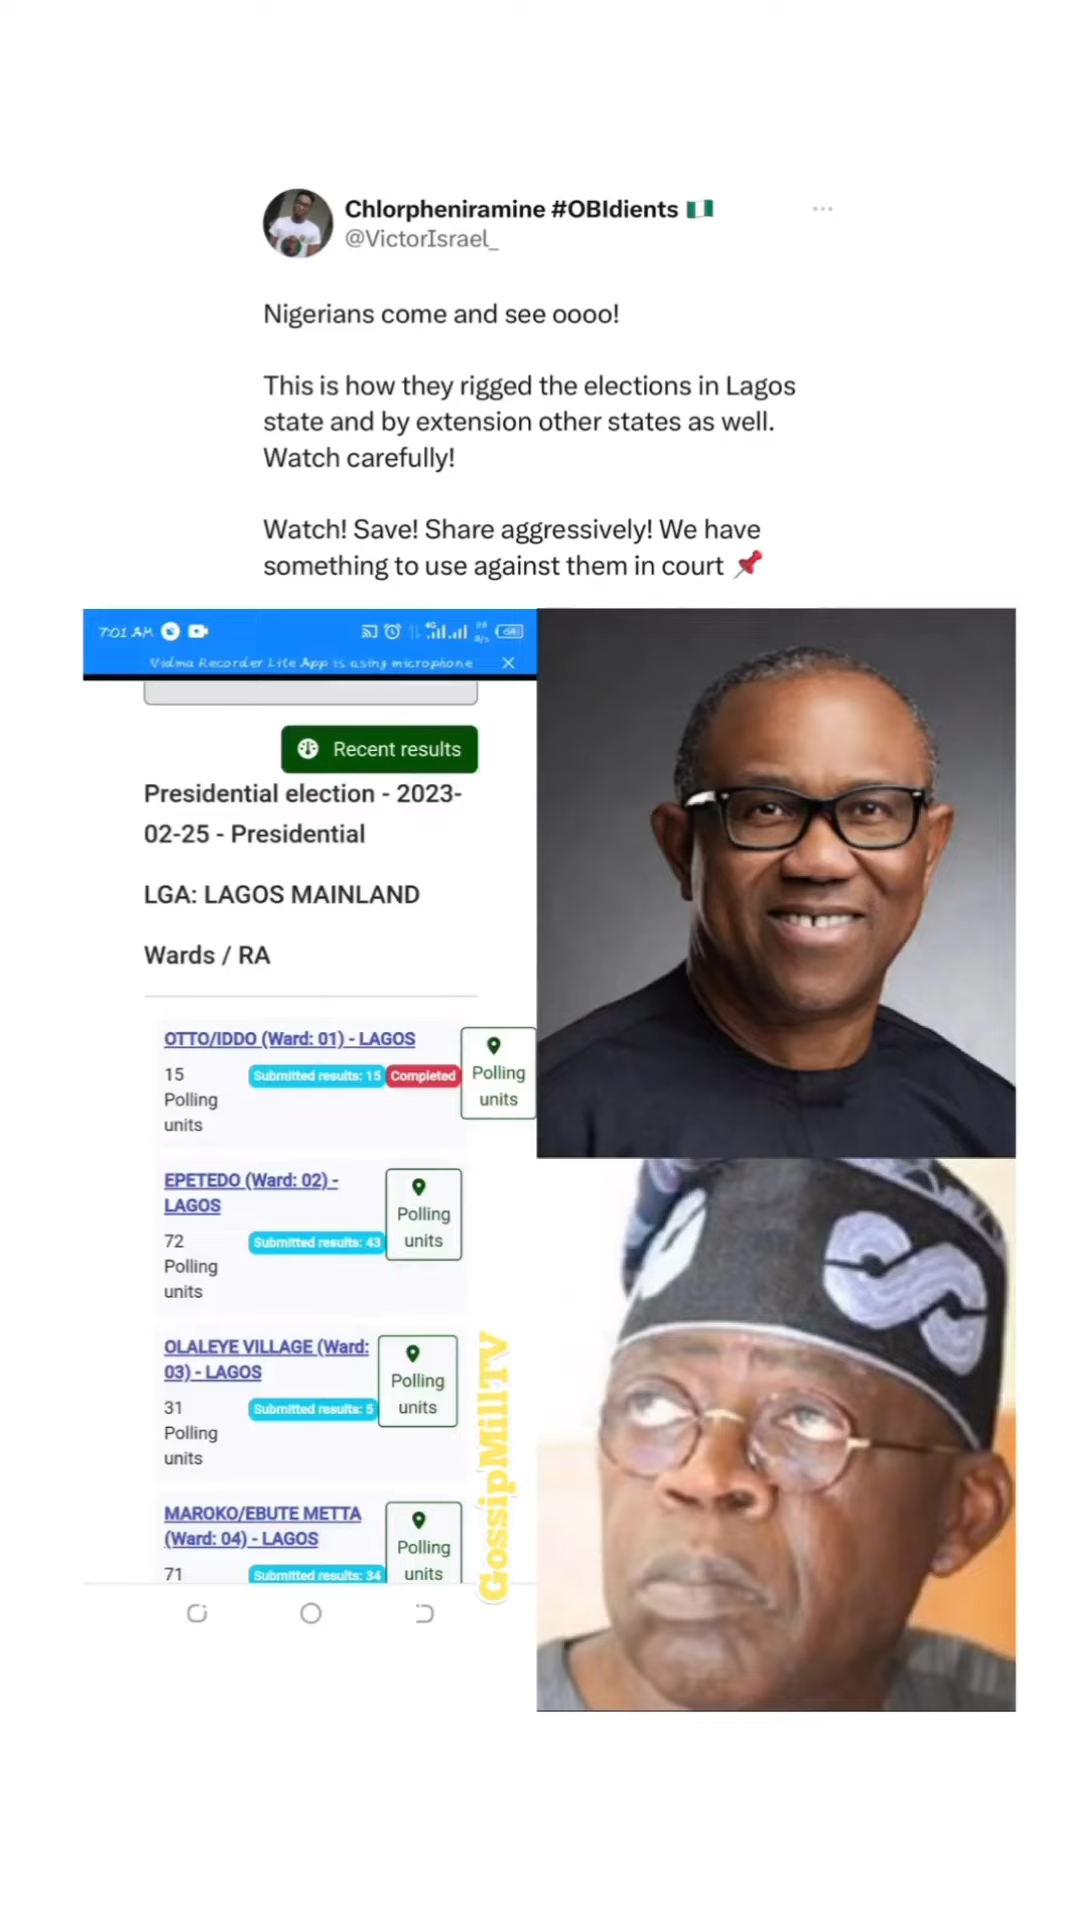 Chlorpheniramine #OBIdients 🇳🇬
@VictorIsrael_
Nigerians come and see oooo!
This is how they rigged the elections in Lagos
state and by extension other states as well.
Watch carefully!
Watch! Save! Share aggressively! We have
something to use against them in court 📌
7:01 AM
4G
B/s
Vidma Recorder Lite App is using microphone
Recent results
Presidential election - 2023-
02-25 - Presidential
LGA: LAGOS MAINLAND
Wards / RA
OTTO/IDDO (Ward: 01) - LAGOS
15
Polling
units
Submitted results: 15
Completed
Polling
units
EPETEDO (Ward: 02) -
LAGOS
72
Polling
units
Submitted results: 43
Polling
units
OLALEYE VILLAGE (Ward:
03) - LAGOS
31
Polling
units
Submitted results: 5
Polling
units
MAROKO/EBUTE METTA
(Ward: 04) - LAGOS
71
Submitted results: 34
Polling
units
GossipMillTV